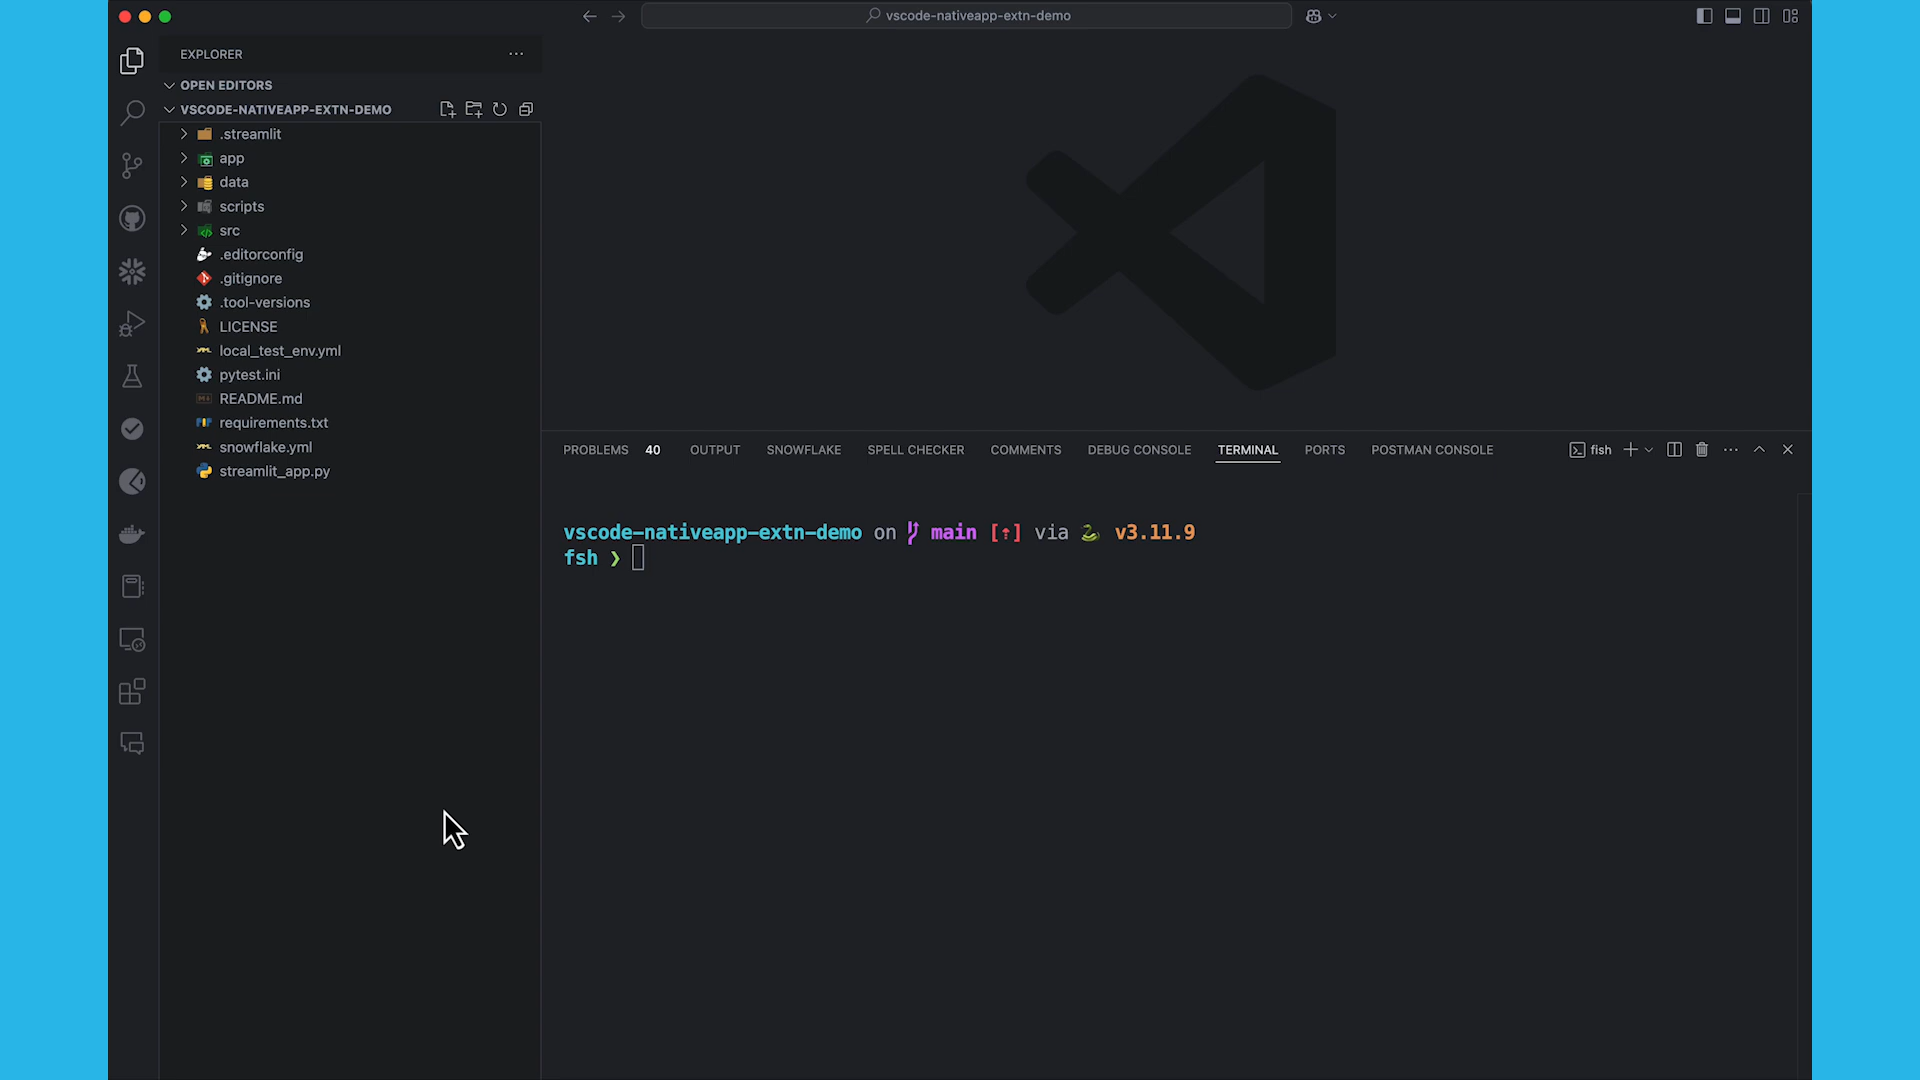 vscode-nativeapp-extn-demo
EXPLORER
OPEN EDITORS
VSCODE-NATIVEAPP-EXTN-DEMO
.streamlit
app
data
scripts
src
.editorconfig
.gitignore
.tool-versions
LICENSE
local_test_env.yml
pytest.ini
README.md
requirements.txt
snowflake.yml
streamlit_app.py
PROBLEMS 40 OUTPUT SNOWFLAKE SPELL CHECKER COMMENTS DEBUG CONSOLE TERMINAL PORTS POSTMAN CONSOLE fish
vscode-nativeapp-extn-demo on main [⇡] via 🐍 v3.11.9
fsh ❯